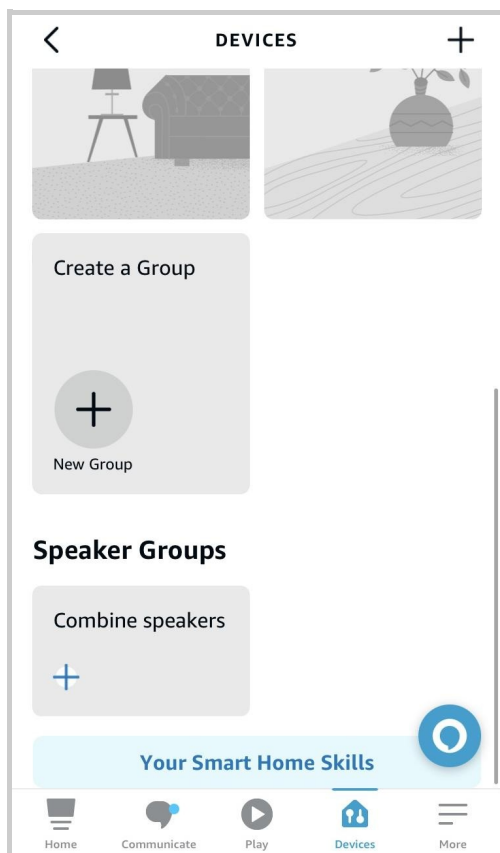 DEVICES
Create a Group
New Group
Speaker Groups
Combine speakers
Your Smart Home Skills
Home
Communicate
Play
Devices
More